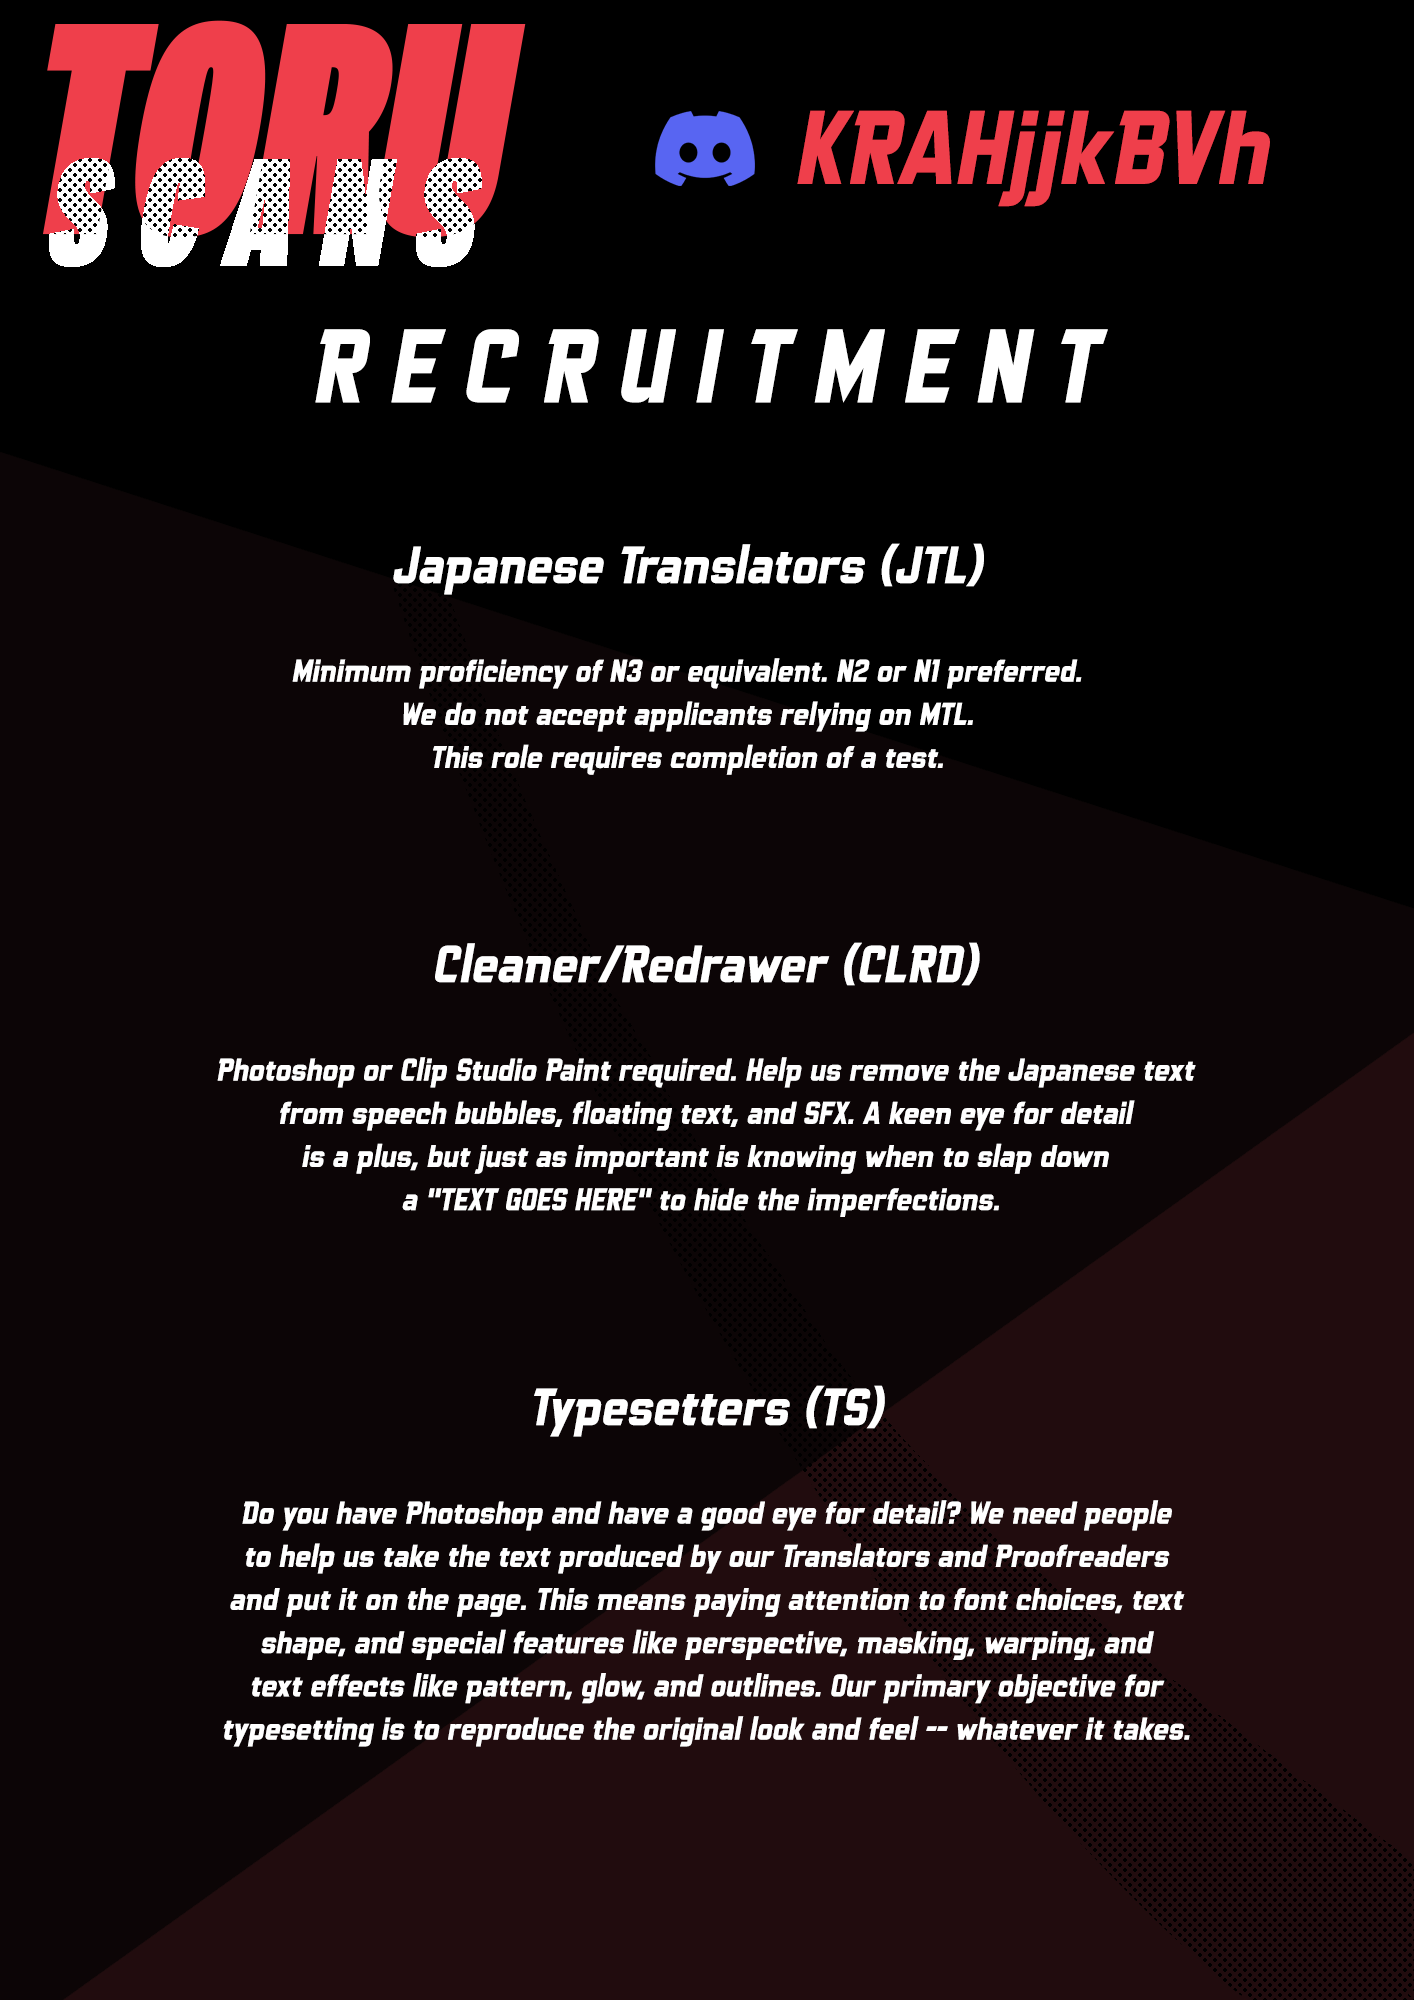 TORU
SCANS
KRAHjjkBVh
RECRUITMENT
Japanese Translators (JTL)
Minimum proficiency of N3 or equivalent. N2 or N1 preferred.
We do not accept applicants relying on MTL.
This role requires completion of a test.
Cleaner/Redrawer (CLRD)
Photoshop or Clip Studio Paint required. Help us remove the Japanese text
from speech bubbles, floating text, and SFX. A keen eye for detail
is a plus, but just as important is knowing when to slap down
a "TEXT GOES HERE" to hide the imperfections.
Typesetters (TS)
Do you have Photoshop and have a good eye for detail? We need people
to help us take the text produced by our Translators and Proofreaders
and put it on the page. This means paying attention to font choices, text
shape, and special features like perspective, masking, warping, and
text effects like pattern, glow, and outlines. Our primary objective for
typesetting is to reproduce the original look and feel -- whatever it takes.